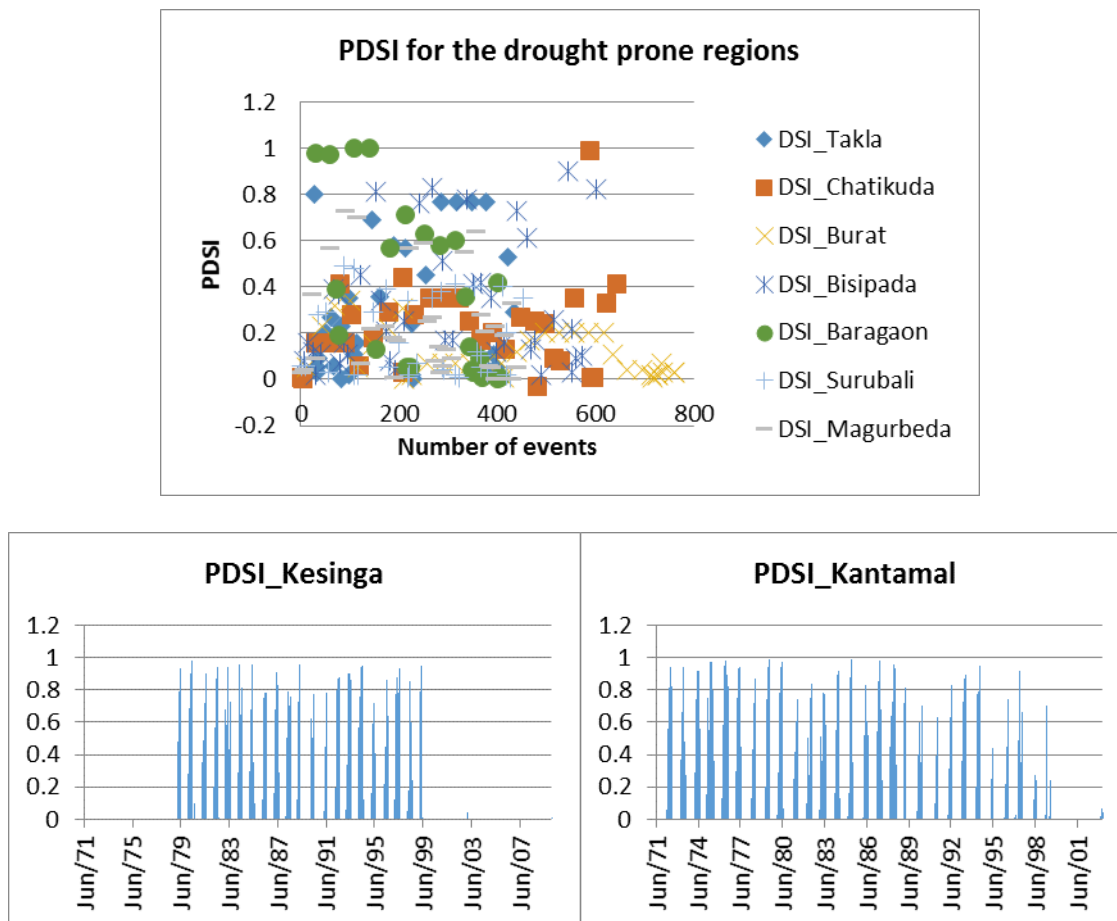 PDSI for the drought prone regions
1.2
1
0.8
0.6
0.4
0.2
0
-0.2
PDSI
0 200 400 600 800
Number of events
DSI_Takla
DSI_Chatikuda
DSI_Burat
DSI_Bisipada
DSI_Baragaon
DSI_Surubali
DSI_Magurbeda
PDSI_Kesinga
1.2
1
0.8
0.6
0.4
0.2
0
Jun/71
Jun/75
Jun/79
Jun/83
Jun/87
Jun/91
Jun/95
Jun/99
Jun/03
Jun/07
PDSI_Kantamal
1.2
1
0.8
0.6
0.4
0.2
0
Jun/71
Jun/74
Jun/77
Jun/80
Jun/83
Jun/86
Jun/89
Jun/92
Jun/95
Jun/98
Jun/01